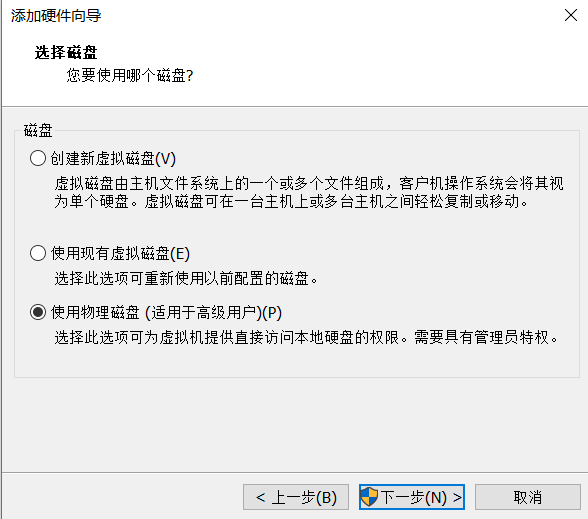 添加硬件向导
选择磁盘
您要使用哪个磁盘?
磁盘
创建新虚拟磁盘(V)
虚拟磁盘由主机文件系统上的一个或多个文件组成，客户机操作系统会将其视
为单个硬盘。虚拟磁盘可在一台主机上或多台主机之间轻松复制或移动。
使用现有虚拟磁盘(E)
选择此选项可重新使用以前配置的磁盘。
使用物理磁盘 (适用于高级用户)(P)
选择此选项可为虚拟机提供直接访问本地硬盘的权限。需要具有管理员特权。
< 上一步(B)
下一步(N) >
取消